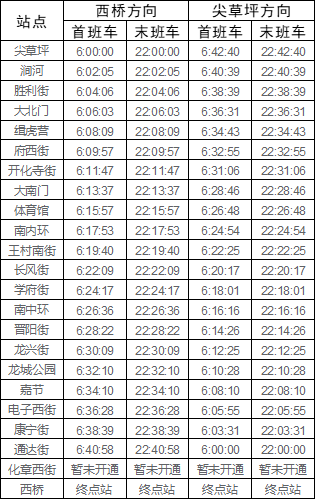 站点 西桥方向 尖草坪方向
首班车 末班车 首班车 末班车
尖草坪 6:00:00 22:00:00 6:42:40 22:42:40
涧河 6:02:05 22:02:05 6:40:39 22:40:39
胜利街 6:04:06 22:04:06 6:38:39 22:38:39
大北门 6:06:03 22:06:03 6:36:31 22:36:31
缉虎营 6:08:09 22:08:09 6:34:43 22:34:43
府西街 6:09:57 22:09:57 6:32:55 22:32:55
开化寺街 6:11:47 22:11:47 6:31:06 22:31:06
大南门 6:13:37 22:13:37 6:28:46 22:28:46
体育馆 6:15:57 22:15:57 6:26:48 22:26:48
南内环 6:17:53 22:17:53 6:24:54 22:24:54
王村南街 6:19:40 22:19:40 6:22:25 22:22:25
长风街 6:22:09 22:22:09 6:20:17 22:20:17
学府街 6:24:17 22:24:17 6:18:01 22:18:01
南中环 6:26:36 22:26:36 6:16:16 22:16:16
晋阳街 6:28:22 22:28:22 6:14:26 22:14:26
龙兴街 6:30:09 22:30:09 6:12:25 22:12:25
龙城公园 6:32:10 22:32:10 6:10:28 22:10:28
嘉节 6:34:10 22:34:10 6:08:10 22:08:10
电子西街 6:36:28 22:36:28 6:05:55 22:05:55
康宁街 6:38:39 22:38:39 6:03:31 22:03:31
通达街 6:40:58 22:40:58 6:00:00 22:00:00
化章西街 暂未开通 暂未开通 暂未开通 暂未开通
西桥 终点站 终点站 终点站 终点站